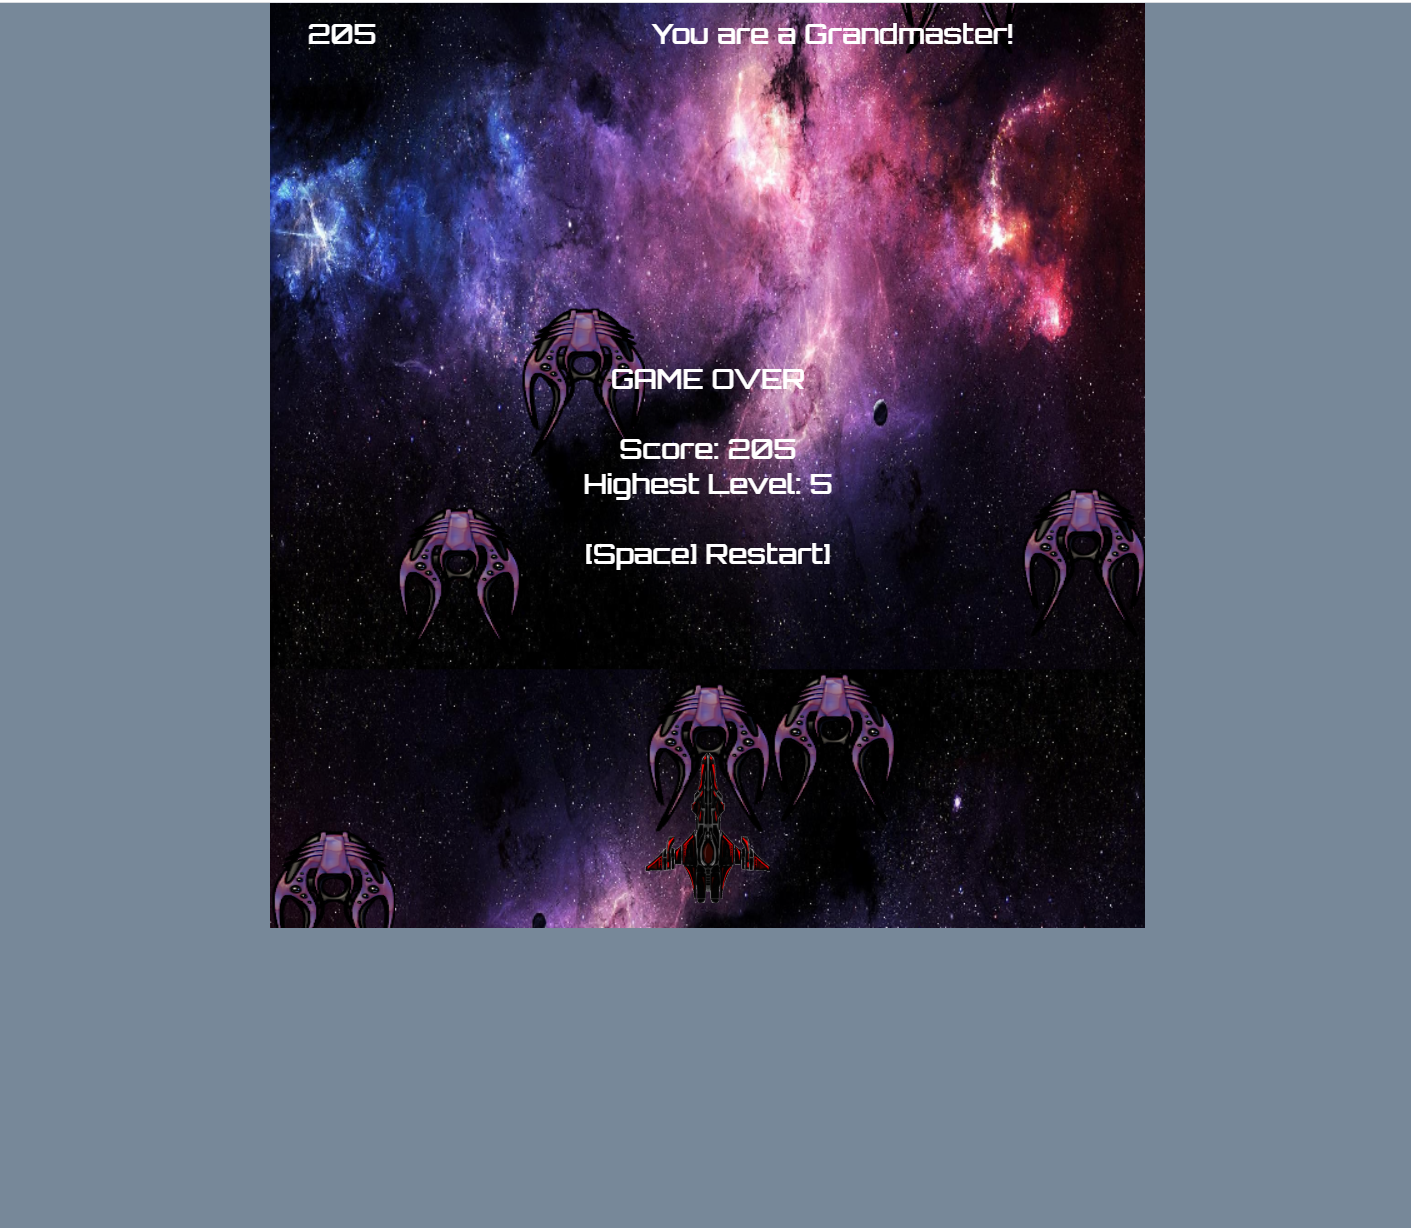 205
You are a Grandmaster!
GAME OVER
Score: 205
Highest Level: 5
[Space] Restart]